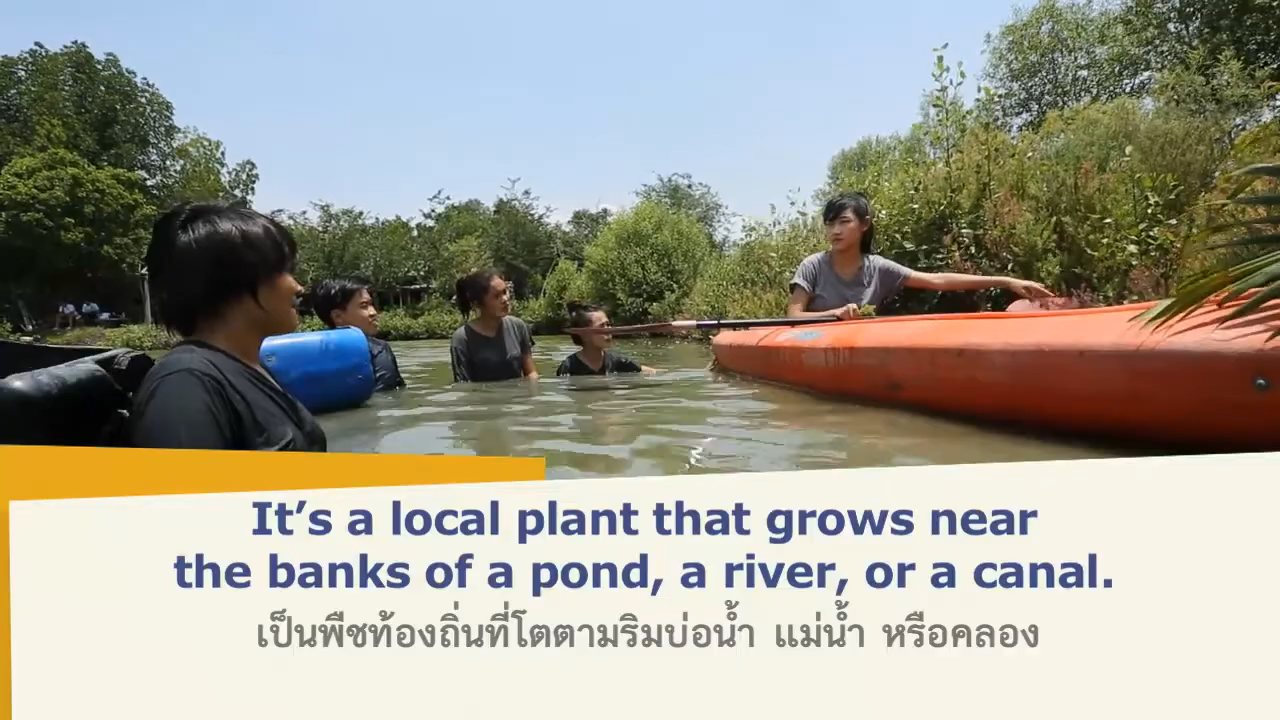 It’s a local plant that grows near
the banks of a pond, a river, or a canal.
เป็นพืชท้องถิ่นที่โตตามริมบ่อน้ำ แม่น้ำ หรือคลอง